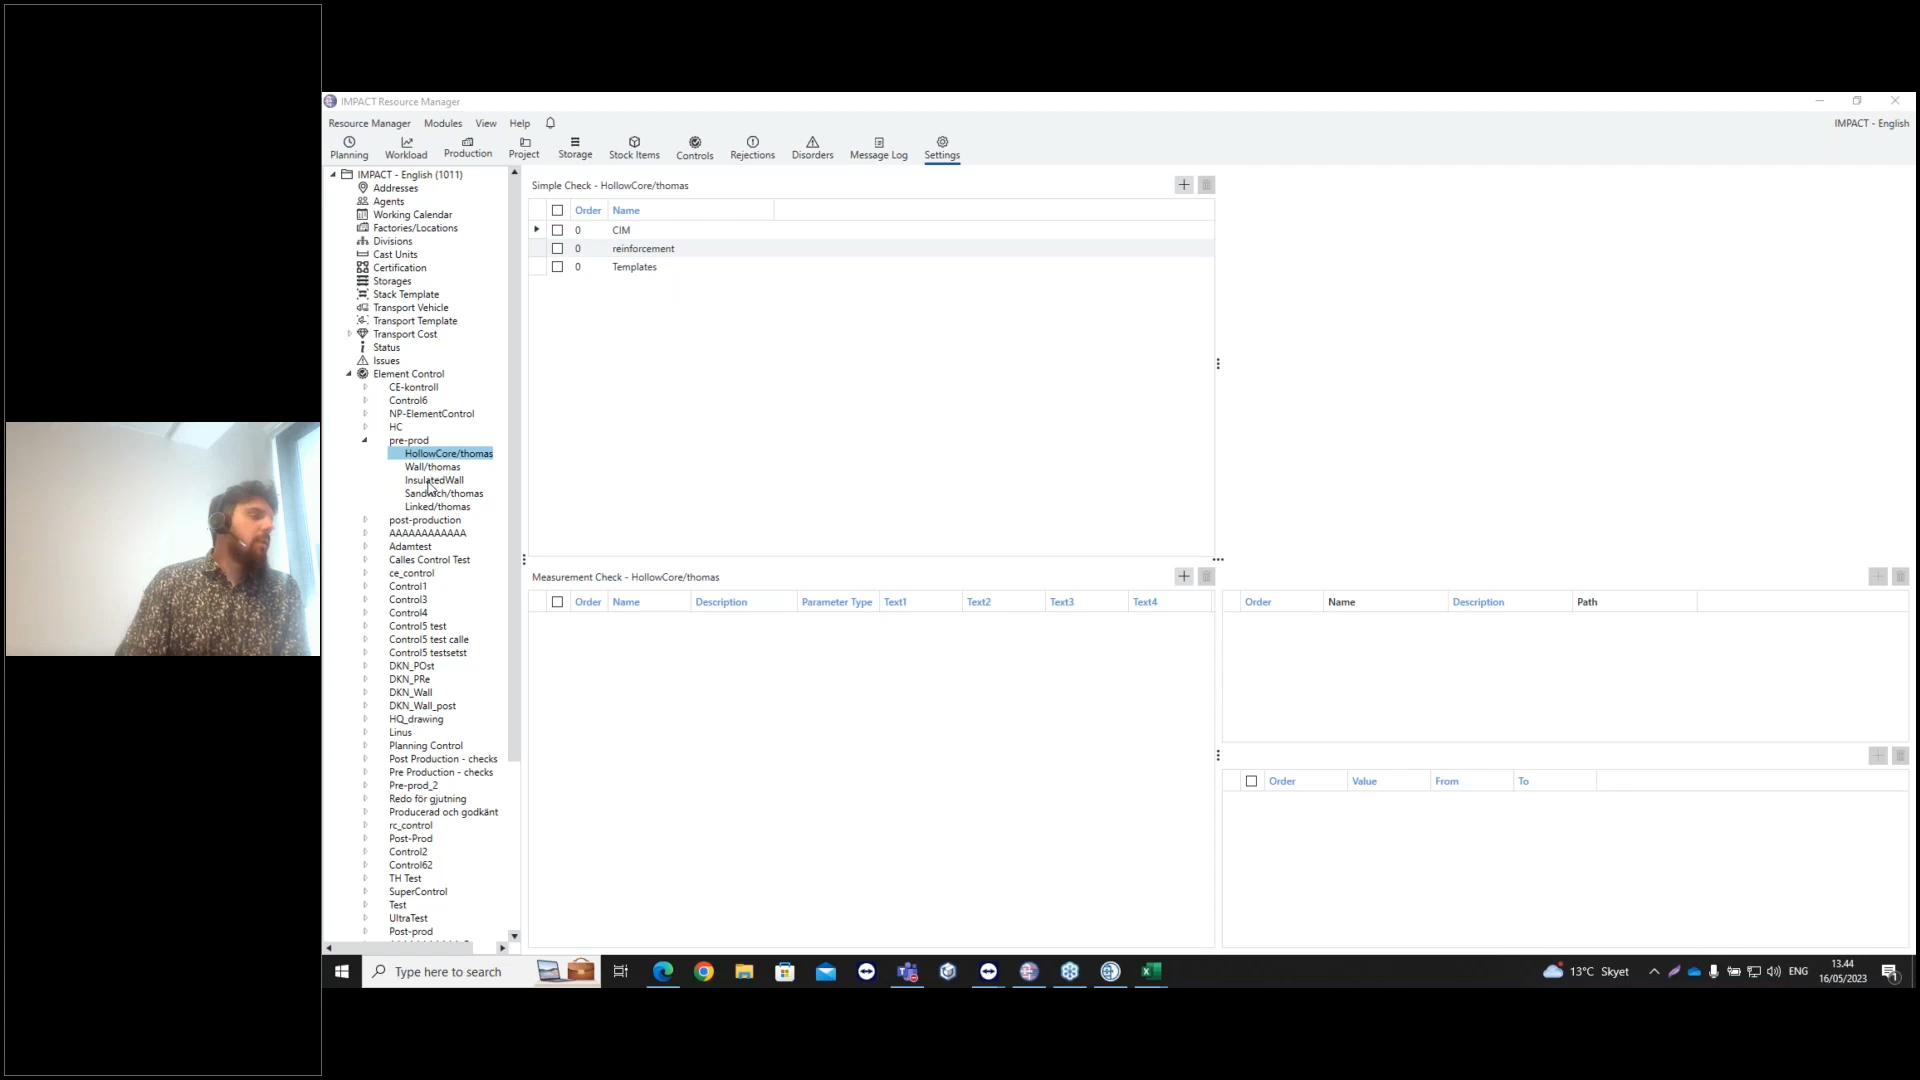 IMPACT Resource Manager
Resource Manager Modules View Help
IMPACT - English
Planning Workload Production Project Storage Stock Items Controls Rejections Disorders Message Log Settings
IMPACT - English (1011)
Addresses
Agents
Working Calendar
Factories/Locations
Divisions
Cast Units
Certification
Storages
Stack Template
Transport Vehicle
Transport Template
Transport Cost
Status
Issues
Element Control
CE-kontroll
Control6
NP-ElementControl
HC
pre-prod
HollowCore/thomas
Wall/thomas
InsulatedWall
Sandwich/thomas
Linked/thomas
post-production
AAAAAAAAAAAA
Adamtest
Calles Control Test
ce_control
Control1
Control3
Control4
Control5 test
Control5 test calle
Control5 testsetst
DKN_POst
DKN_PRe
DKN_Wall
DKN_Wall_post
HQ_drawing
Linus
Planning Control
Post Production - checks
Pre Production - checks
Pre-prod_2
Redo för gjutning
Producerad och godkänt
rc_control
Post-Prod
Control2
Control62
TH Test
SuperControl
Test
UltraTest
Post-prod
Simple Check - HollowCore/thomas
Order Name
0 CIM
0 reinforcement
0 Templates
Measurement Check - HollowCore/thomas
Order Name Description Parameter Type Text1 Text2 Text3 Text4
Order Name Description Path
Order Value From To
Type here to search
13°C Skyet
ENG
13.44
16/05/2023
1